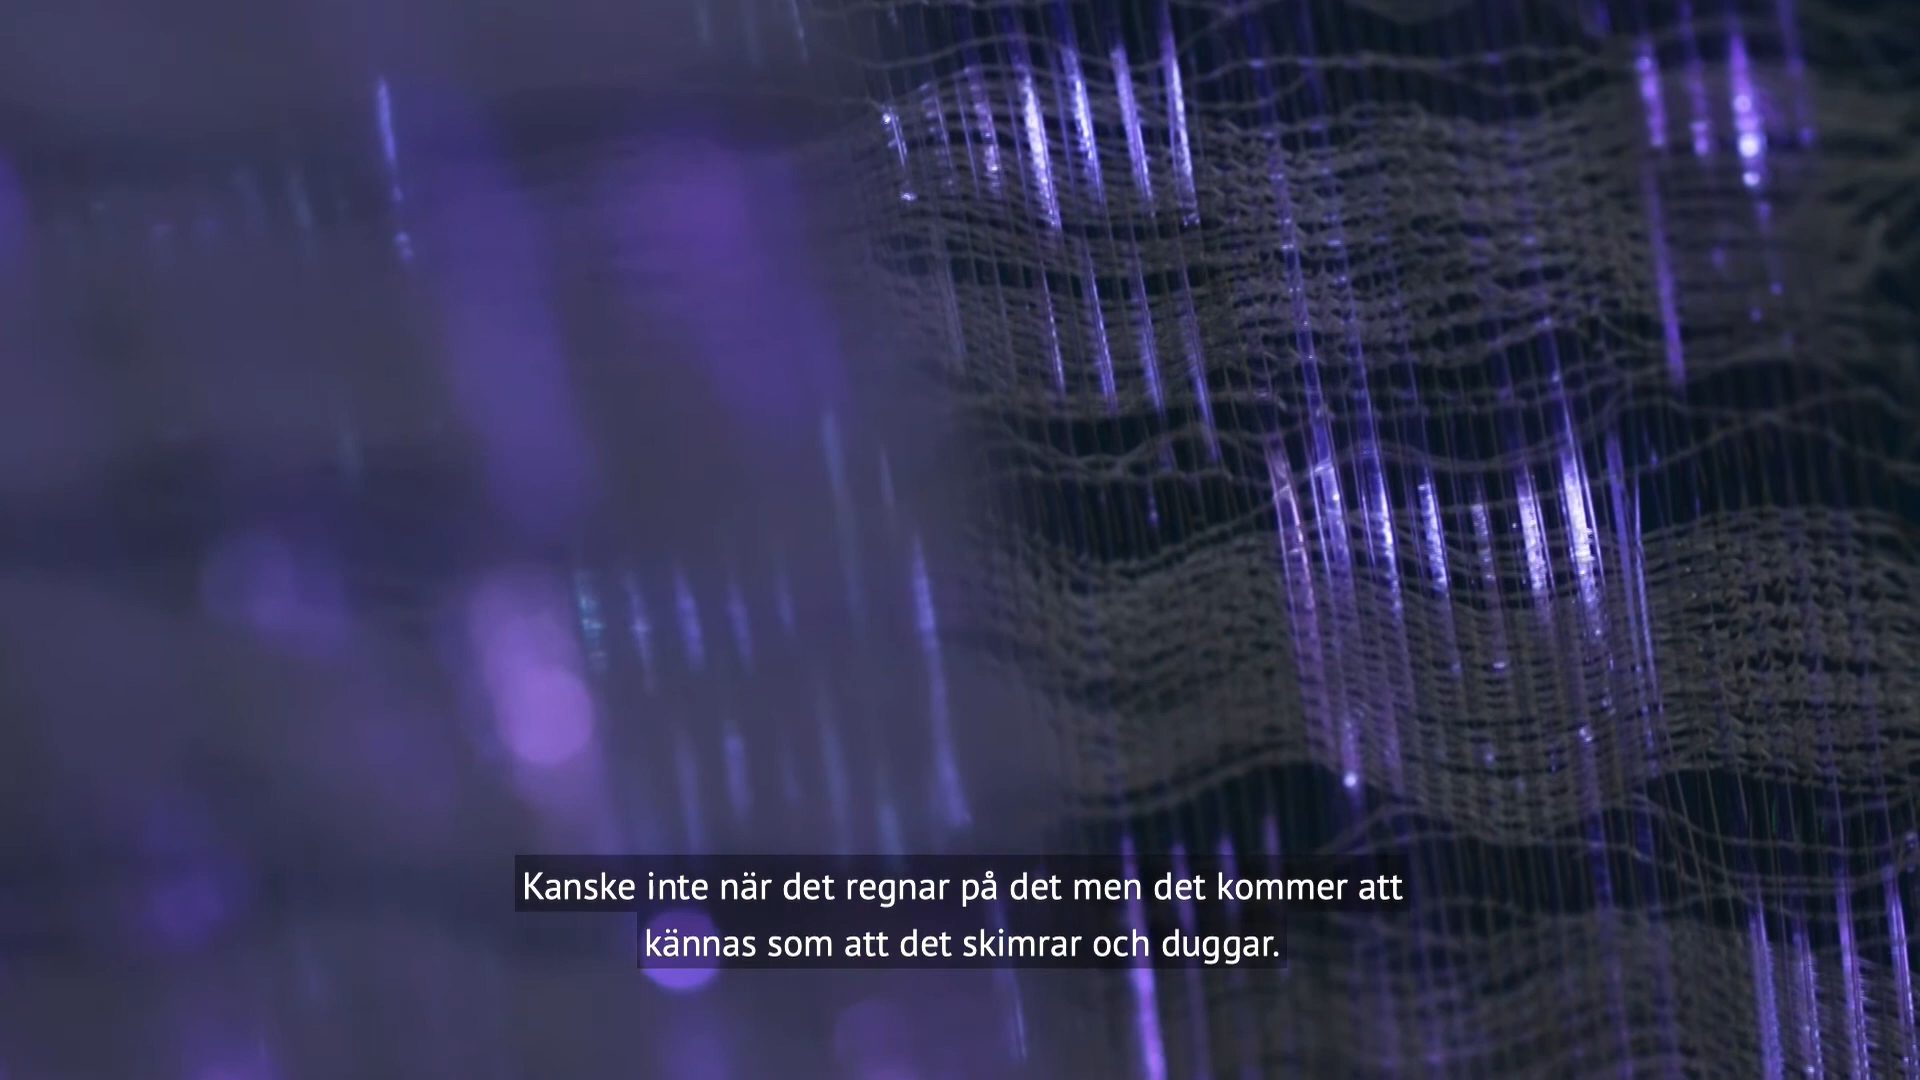 Kanske inte när det regnar på det men det kommer att
kännas som att det skimrar och duggar.